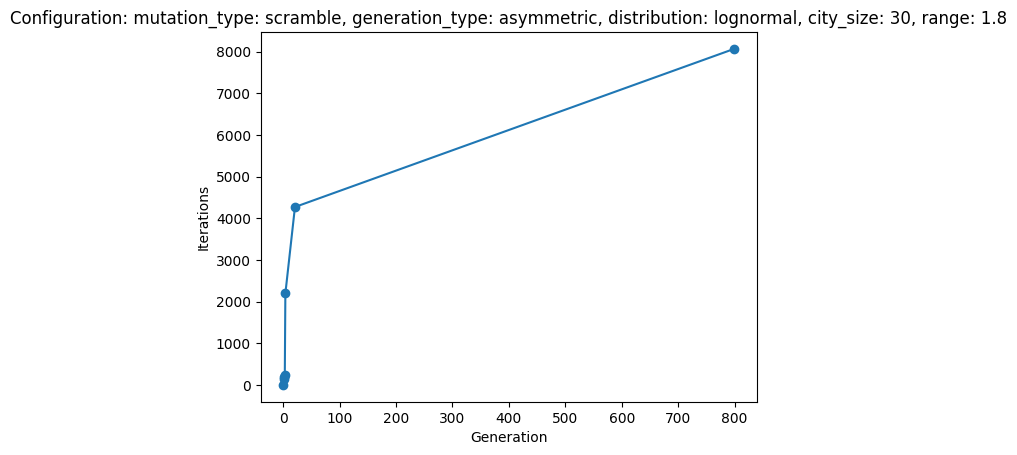 Configuration: mutation_type: scramble, generation_type: asymmetric, distribution: lognormal, city_size: 30, range: 1.8
8000
7000
6000
5000
4000
3000
2000
1000
0
Iterations
0 100 200 300 400 500 600 700 800
Generation